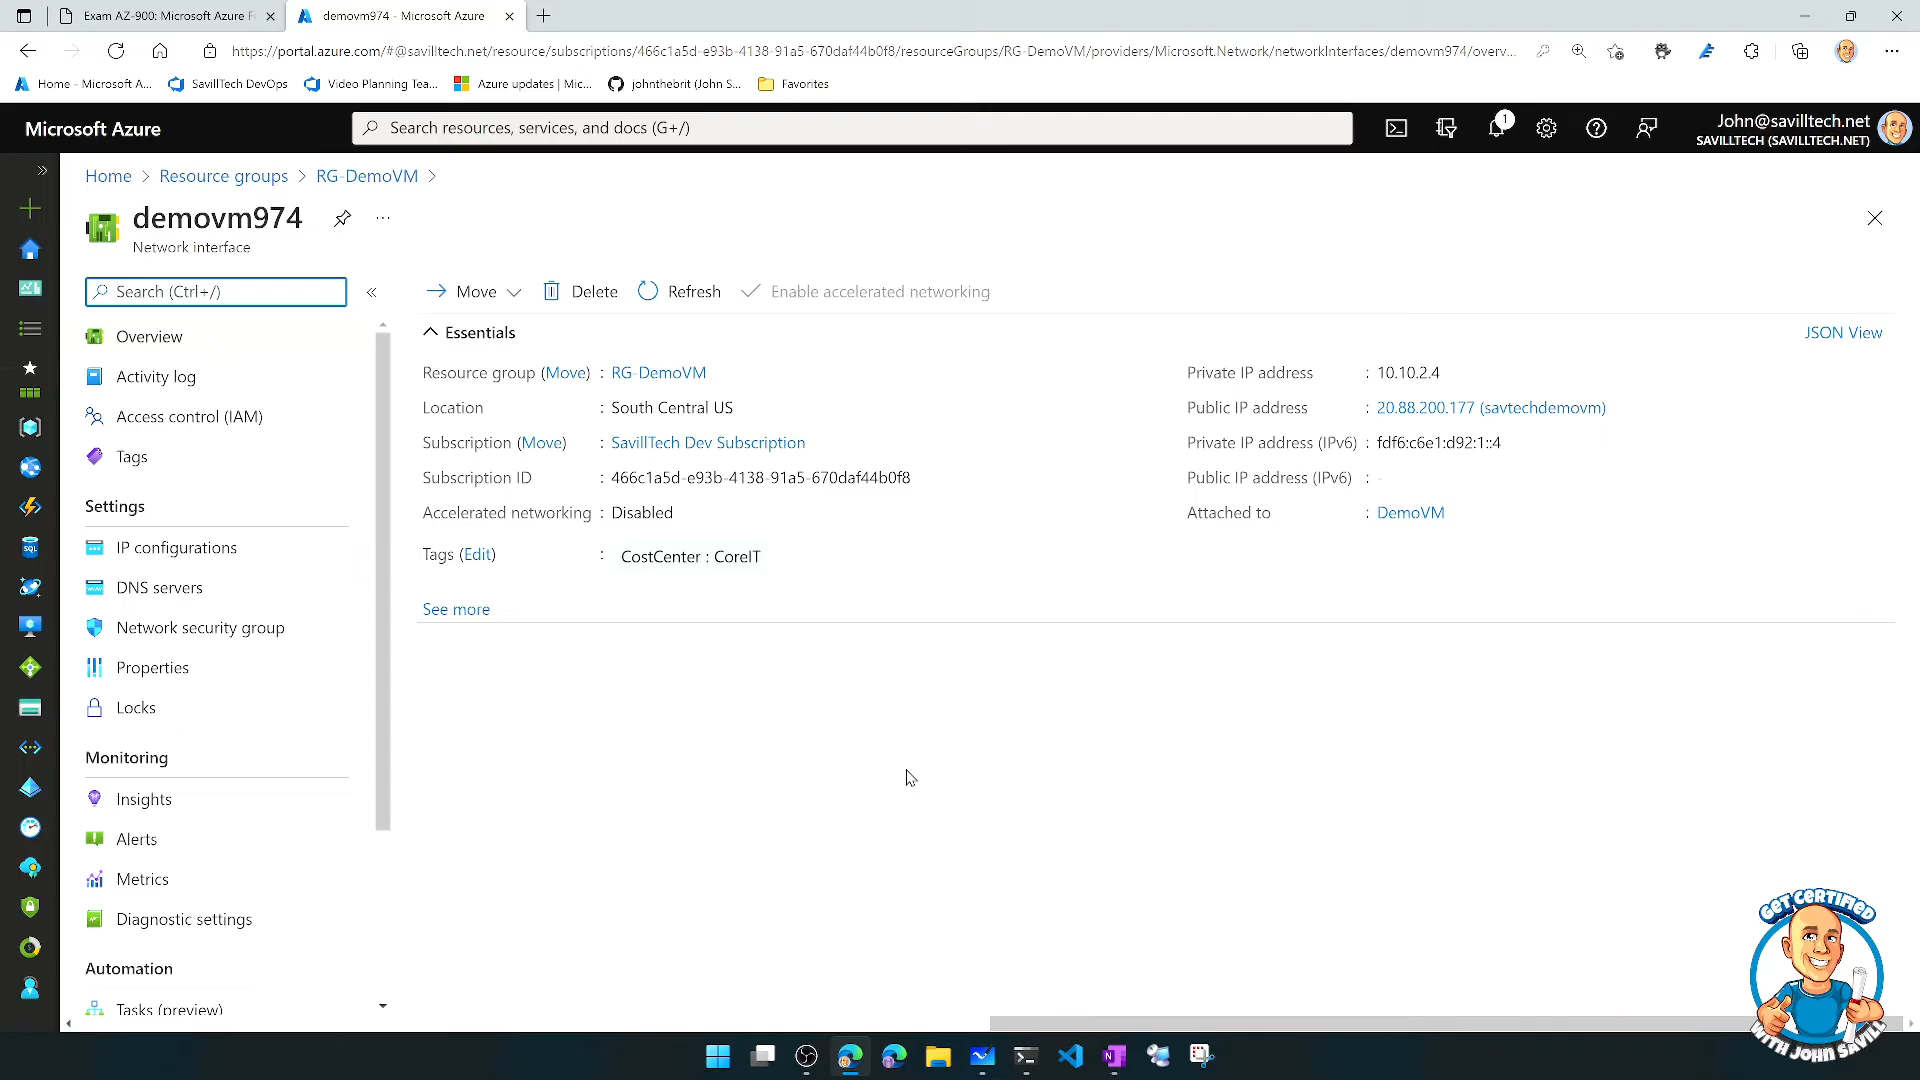 Exam AZ-900: Microsoft Azure F
demovm974 - Microsoft Azure
https://portal.azure.com/#@savilltech.net/resource/subscriptions/466c1a5d-e93b-4138-91a5-670daf44b0f8/resourceGroups/RG-DemoVM/providers/Microsoft.Network/networkInterfaces/demovm974/overv...
Home - Microsoft A...
SavillTech DevOps
Video Planning Tea...
Azure updates | Mic...
johnthebrit (John S...
Favorites
Microsoft Azure
Search resources, services, and docs (G+/)
1
John@savilltech.net
SAVILLTECH (SAVILLTECH.NET)
Home > Resource groups > RG-DemoVM >
demovm974
Network interface
Search (Ctrl+/)
Overview
Activity log
Access control (IAM)
Tags
Settings
IP configurations
DNS servers
Network security group
Properties
Locks
Monitoring
Insights
Alerts
Metrics
Diagnostic settings
Automation
Tasks (preview)
Move
Delete
Refresh
Enable accelerated networking
Essentials
JSON View
Resource group (Move) : RG-DemoVM
Location : South Central US
Subscription (Move) : SavillTech Dev Subscription
Subscription ID : 466c1a5d-e93b-4138-91a5-670daf44b0f8
Accelerated networking : Disabled
Tags (Edit) : CostCenter : CoreIT
See more
Private IP address : 10.10.2.4
Public IP address : 20.88.200.177 (savtechdemovm)
Private IP address (IPv6) : fdf6:c6e1:d92:1::4
Public IP address (IPv6) : -
Attached to : DemoVM
GET CERTIFIED
WITH JOHN SAVILL